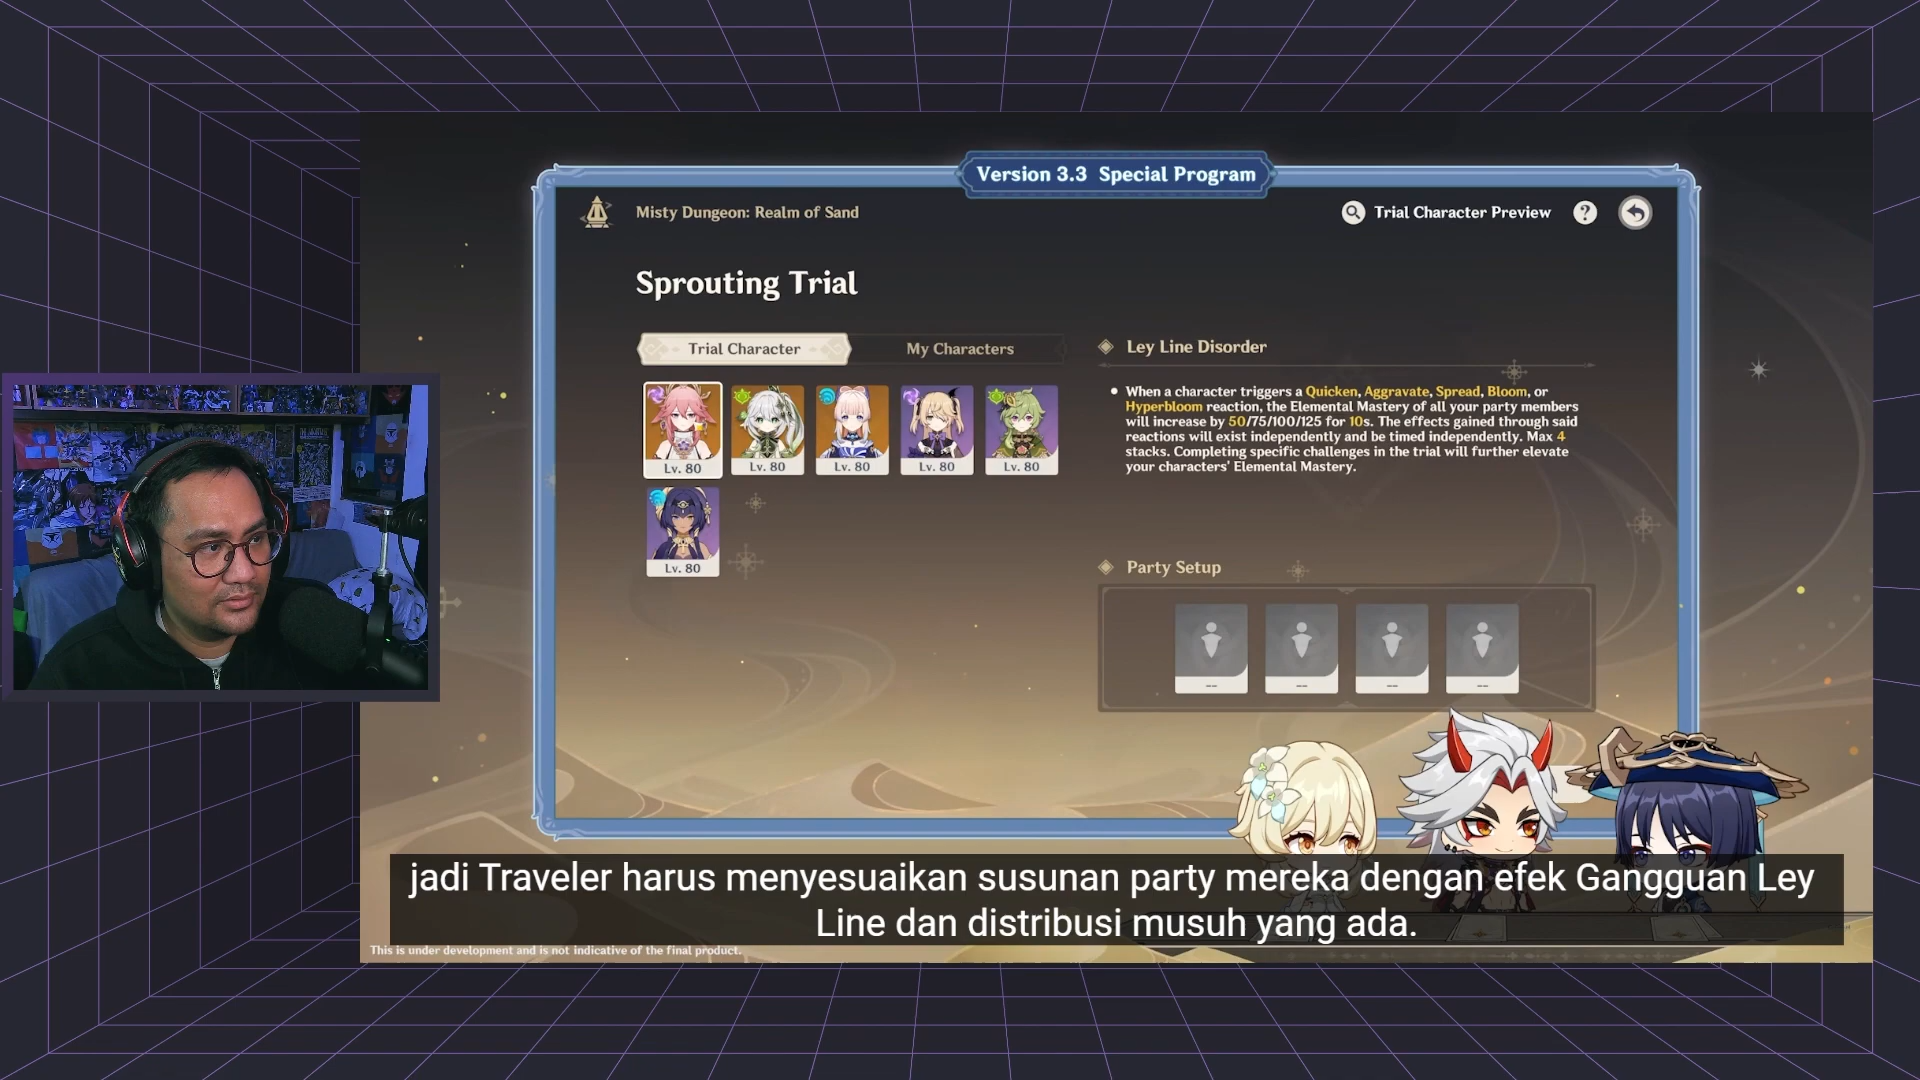 Version 3.3 Special Program
Misty Dungeon: Realm of Sand
Trial Character Preview
?
Sprouting Trial
Trial Character
My Characters
Lv. 80
Lv. 80
Lv. 80
Lv. 80
Lv. 80
Lv. 80
Ley Line Disorder
When a character triggers a Quicken, Aggravate, Spread, Bloom, or
Hyperbloom reaction, the Elemental Mastery of all your party members
will increase by 50/75/100/125 for 10s. The effects gained through said
reactions will exist independently and be timed independently. Max 4
stacks. Completing specific challenges in the trial will further elevate
your characters' Elemental Mastery.
Party Setup
--
--
--
--
jadi Traveler harus menyesuaikan susunan party mereka dengan efek Gangguan Ley
Line dan distribusi musuh yang ada.
This is under development and is not indicative of the final product.